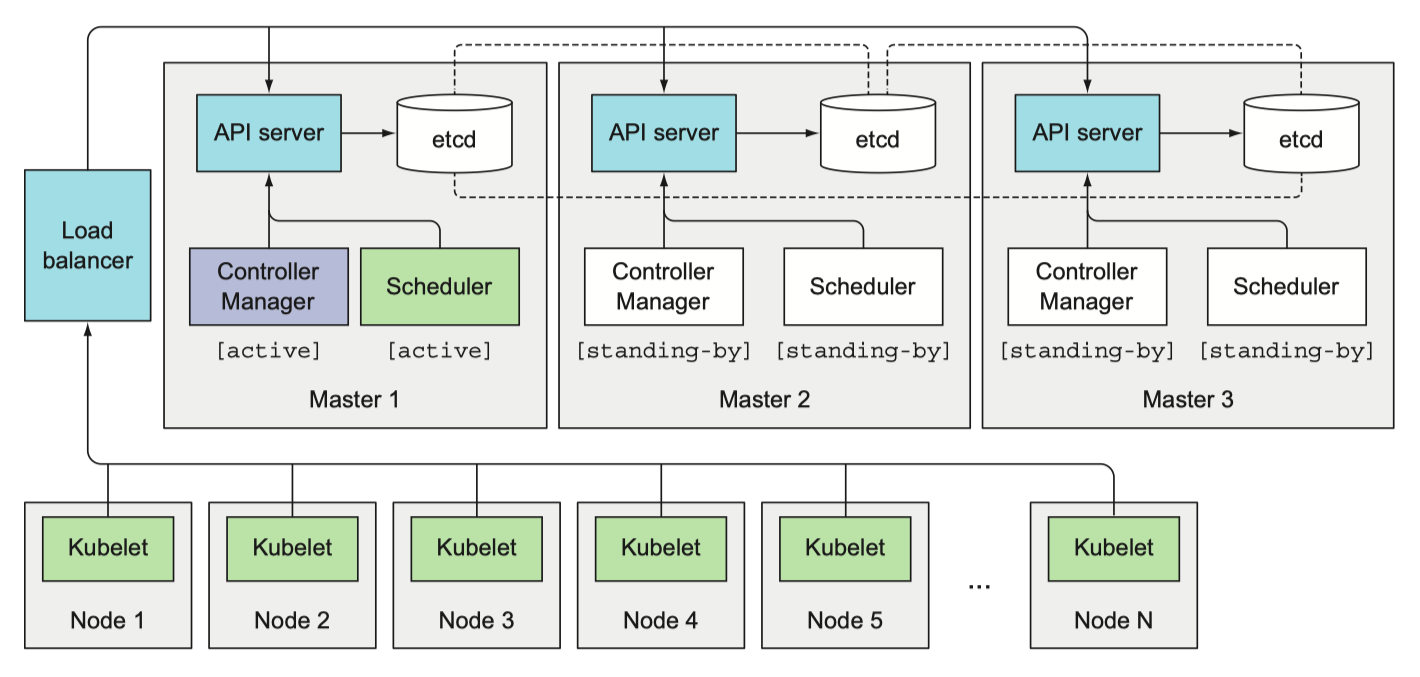 API server
etcd
API server
etcd
API server
etcd
Load
balancer
Controller
Manager
Scheduler
Controller
Manager
Scheduler
Controller
Manager
Scheduler
[active]
[active]
[standing-by]
[standing-by]
[standing-by]
[standing-by]
Master 1
Master 2
Master 3
Kubelet
Kubelet
Kubelet
Kubelet
Kubelet
...
Kubelet
Node 1
Node 2
Node 3
Node 4
Node 5
Node N